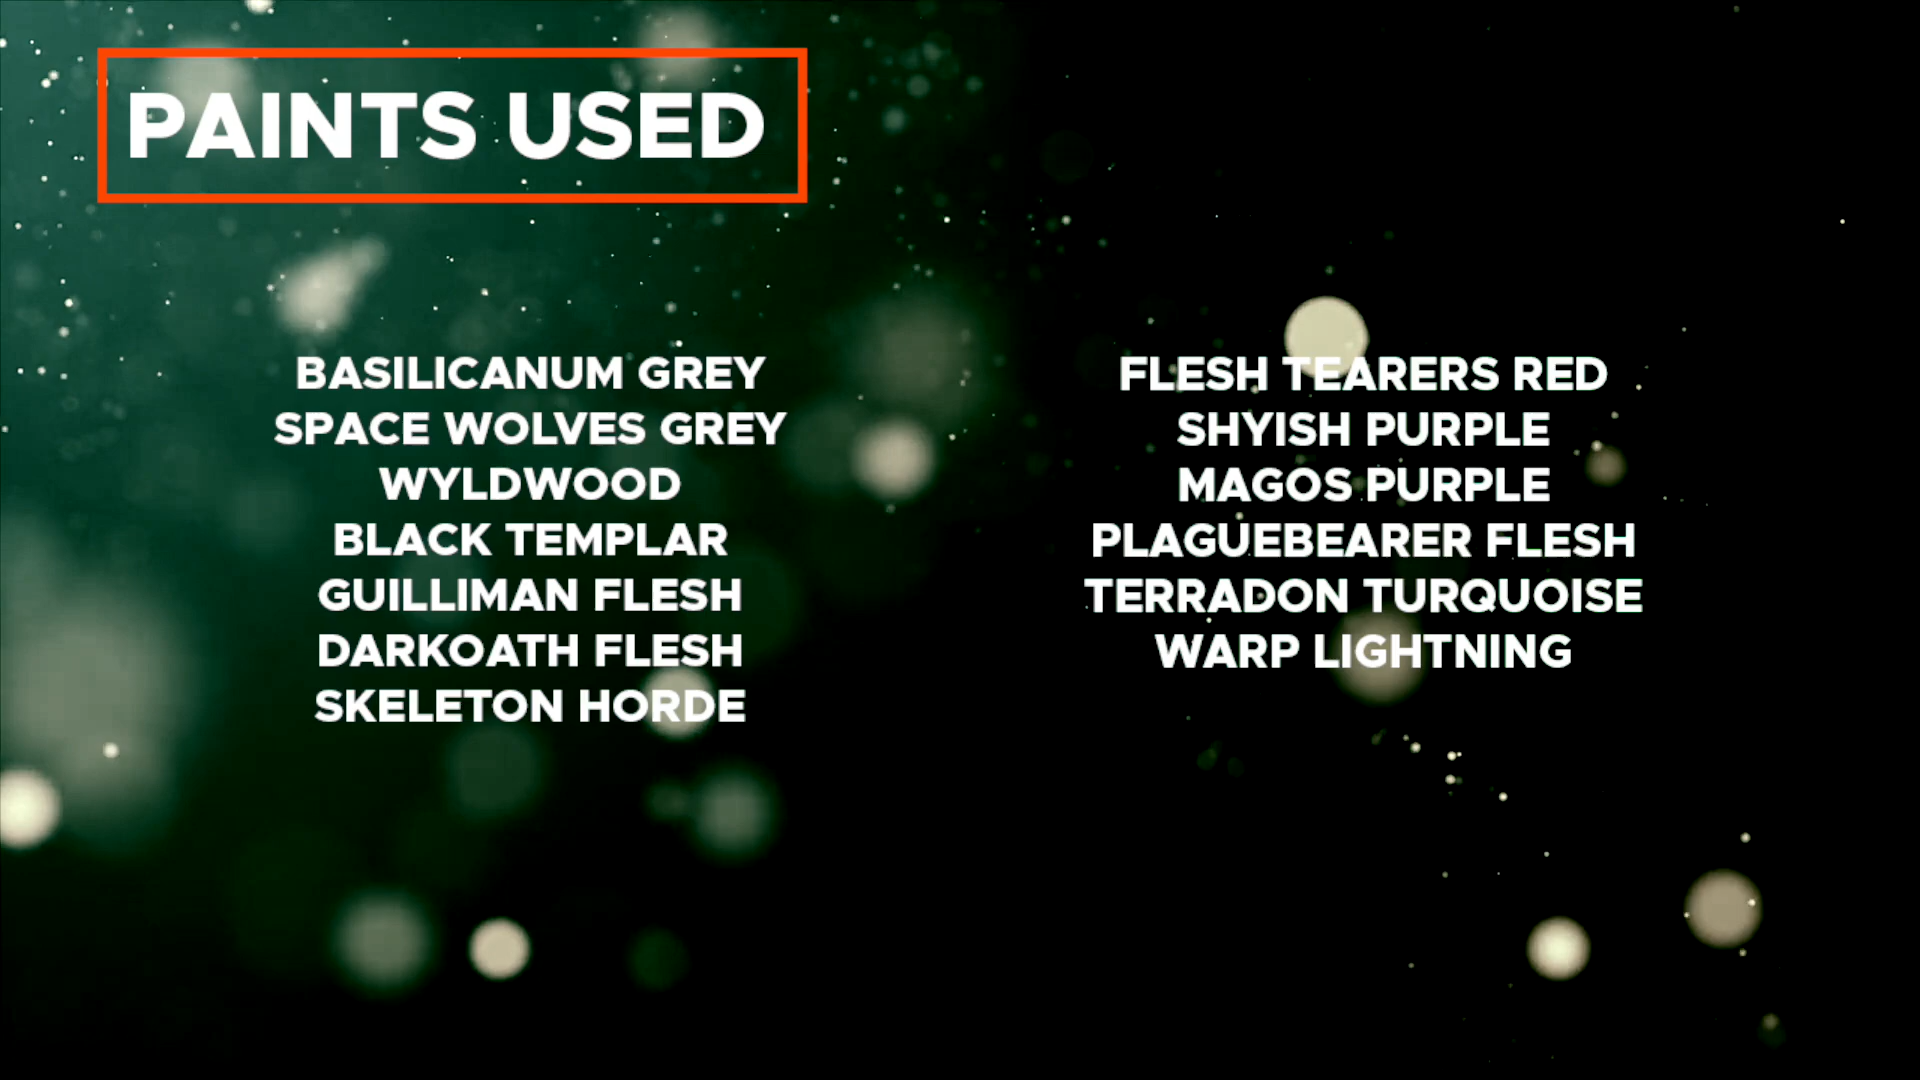 PAINTS USED
BASILICANUM GREY
SPACE WOLVES GREY
WYLDWOOD
BLACK TEMPLAR
GUILLIMAN FLESH
DARKOATH FLESH
SKELETON HORDE
FLESH TEARERS RED
SHYISH PURPLE
MAGOS PURPLE
PLAGUEBEARER FLESH
TERRADON TURQUOISE
WARP LIGHTNING